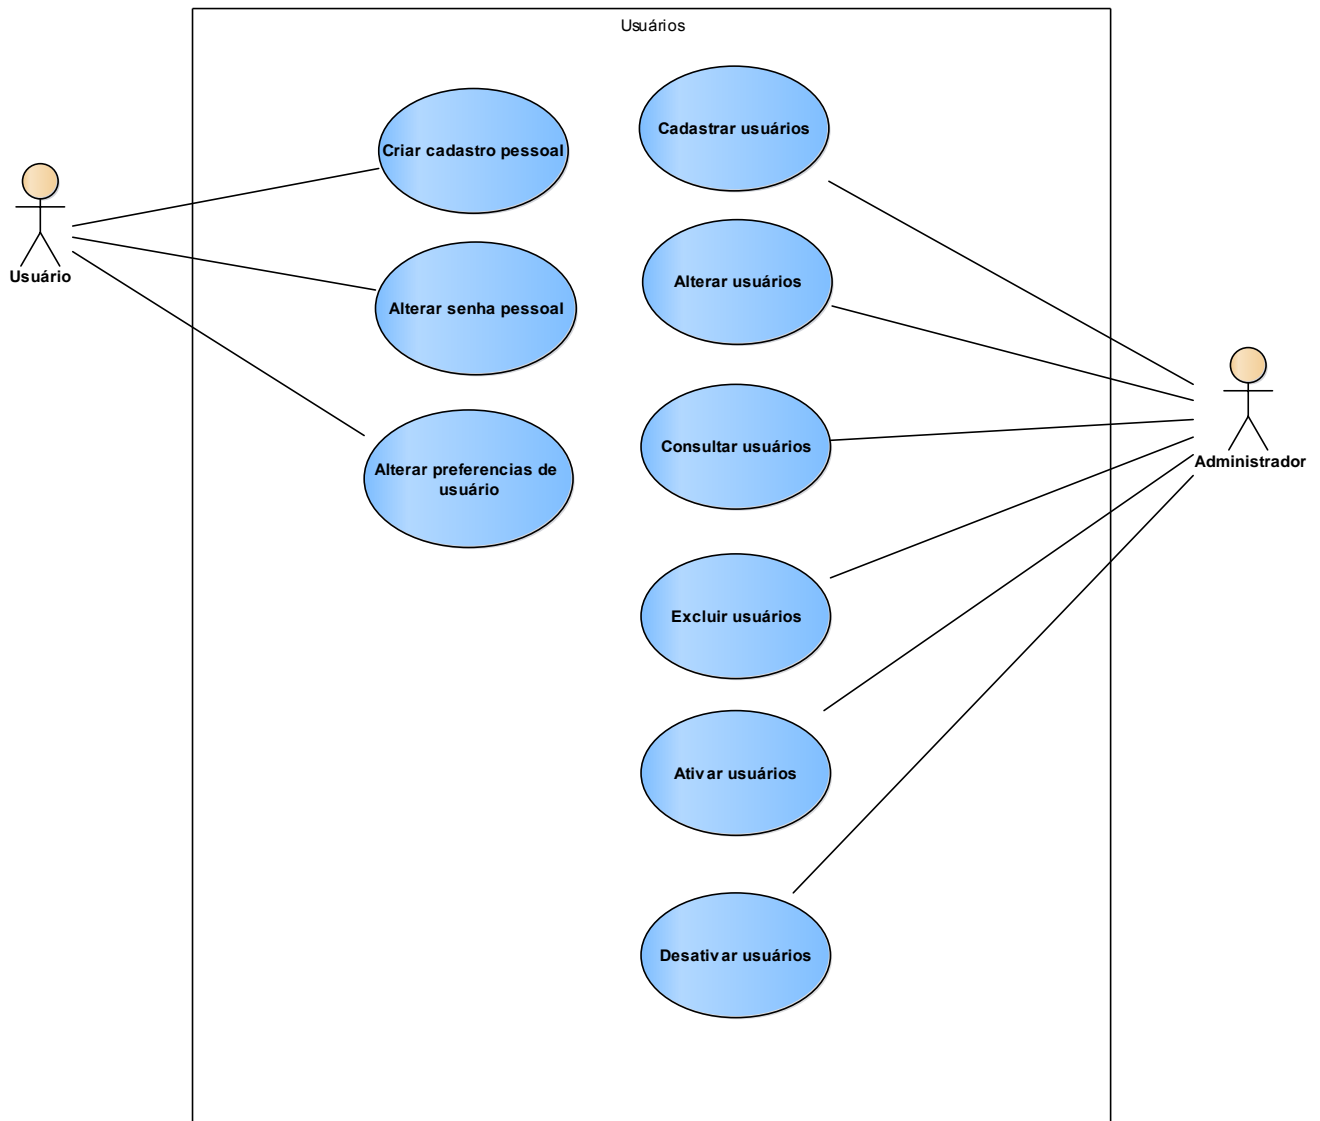 Usuários
Cadastrar usuários
Criar cadastro pessoal
Usuário
Alterar usuários
Alterar senha pessoal
Consultar usuários
Administrador
Alterar preferencias de
usuário
Excluir usuários
Ativar usuários
Desativar usuários